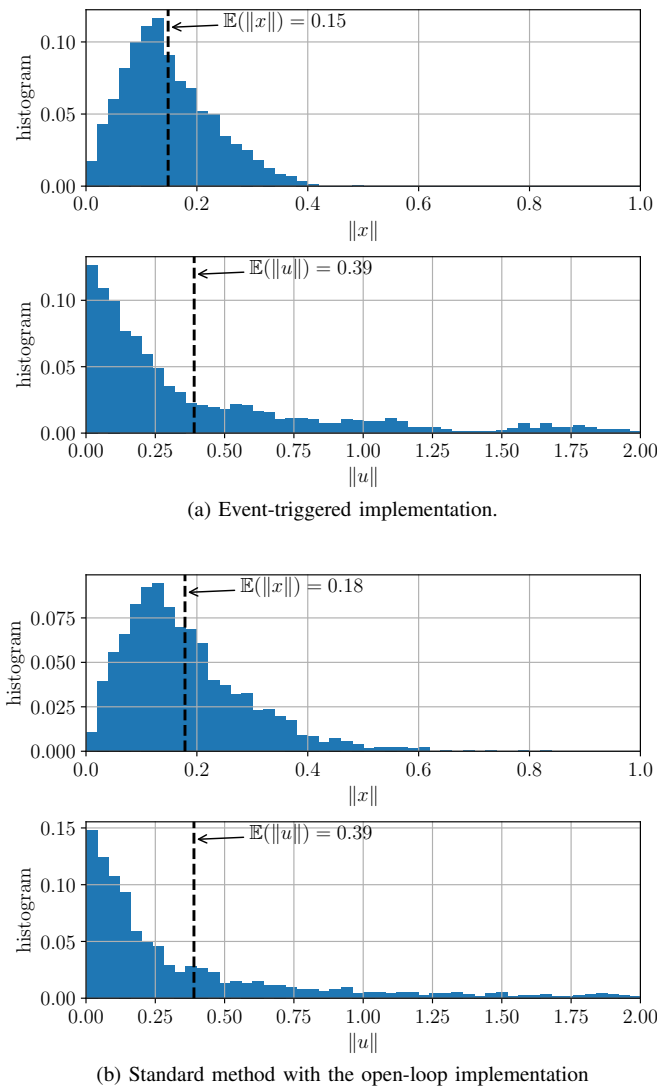 𝔼(‖x‖) = 0.15
histogram
0.10
0.05
0.00
0.0 0.2 0.4 0.6 0.8 1.0
‖x‖
𝔼(‖u‖) = 0.39
histogram
0.10
0.05
0.00
0.00 0.25 0.50 0.75 1.00 1.25 1.50 1.75 2.00
‖u‖
(a) Event-triggered implementation.
𝔼(‖x‖) = 0.18
histogram
0.075
0.050
0.025
0.000
0.0 0.2 0.4 0.6 0.8 1.0
‖x‖
0.15
𝔼(‖u‖) = 0.39
histogram
0.10
0.05
0.00
0.00 0.25 0.50 0.75 1.00 1.25 1.50 1.75 2.00
‖u‖
(b) Standard method with the open-loop implementation